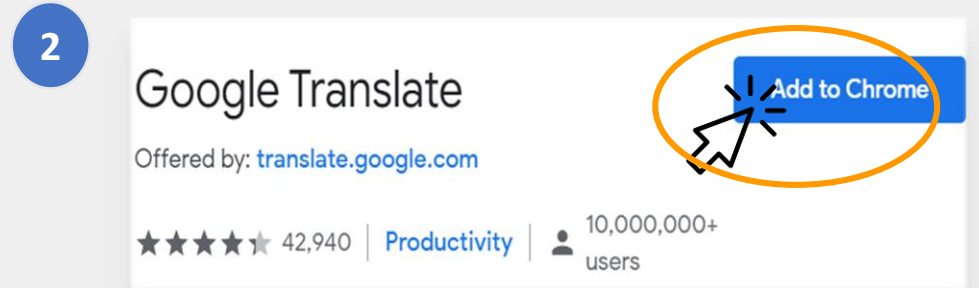 2
Google Translate
Add to Chrome
Offered by: translate.google.com
42,940 | Productivity | 10,000,000+
users